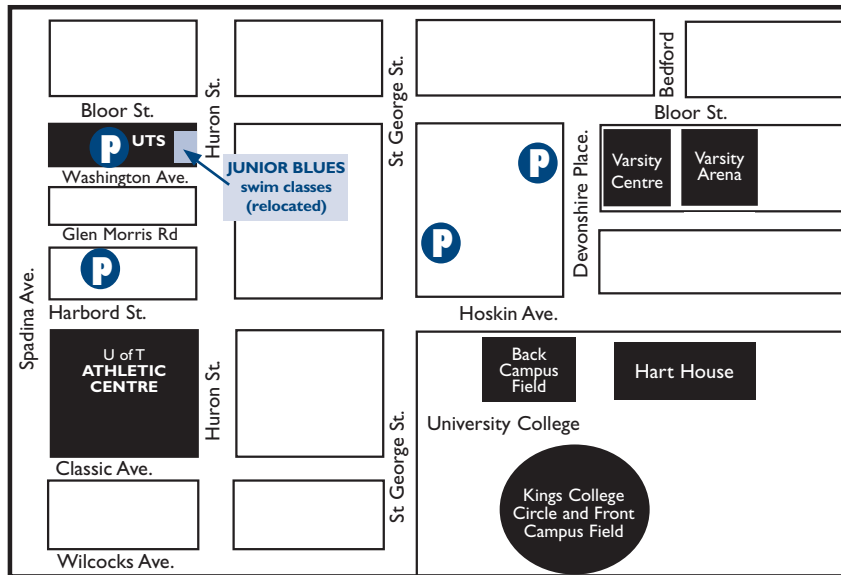 Bedford
Bloor St.
Bloor St.
Huron St.
St George St.
Devonshire Place.
P
UTS
P
Varsity
Centre
Varsity
Arena
JUNIOR BLUES
swim classes
(relocated)
Washington Ave.
Glen Morris Rd
P
P
Spadina Ave.
Harbord St.
Hoskin Ave.
U of T
ATHLETIC
CENTRE
Huron St.
Back
Campus
Field
Hart House
University College
Classic Ave.
St George St.
Kings College
Circle and Front
Campus Field
Wilcocks Ave.